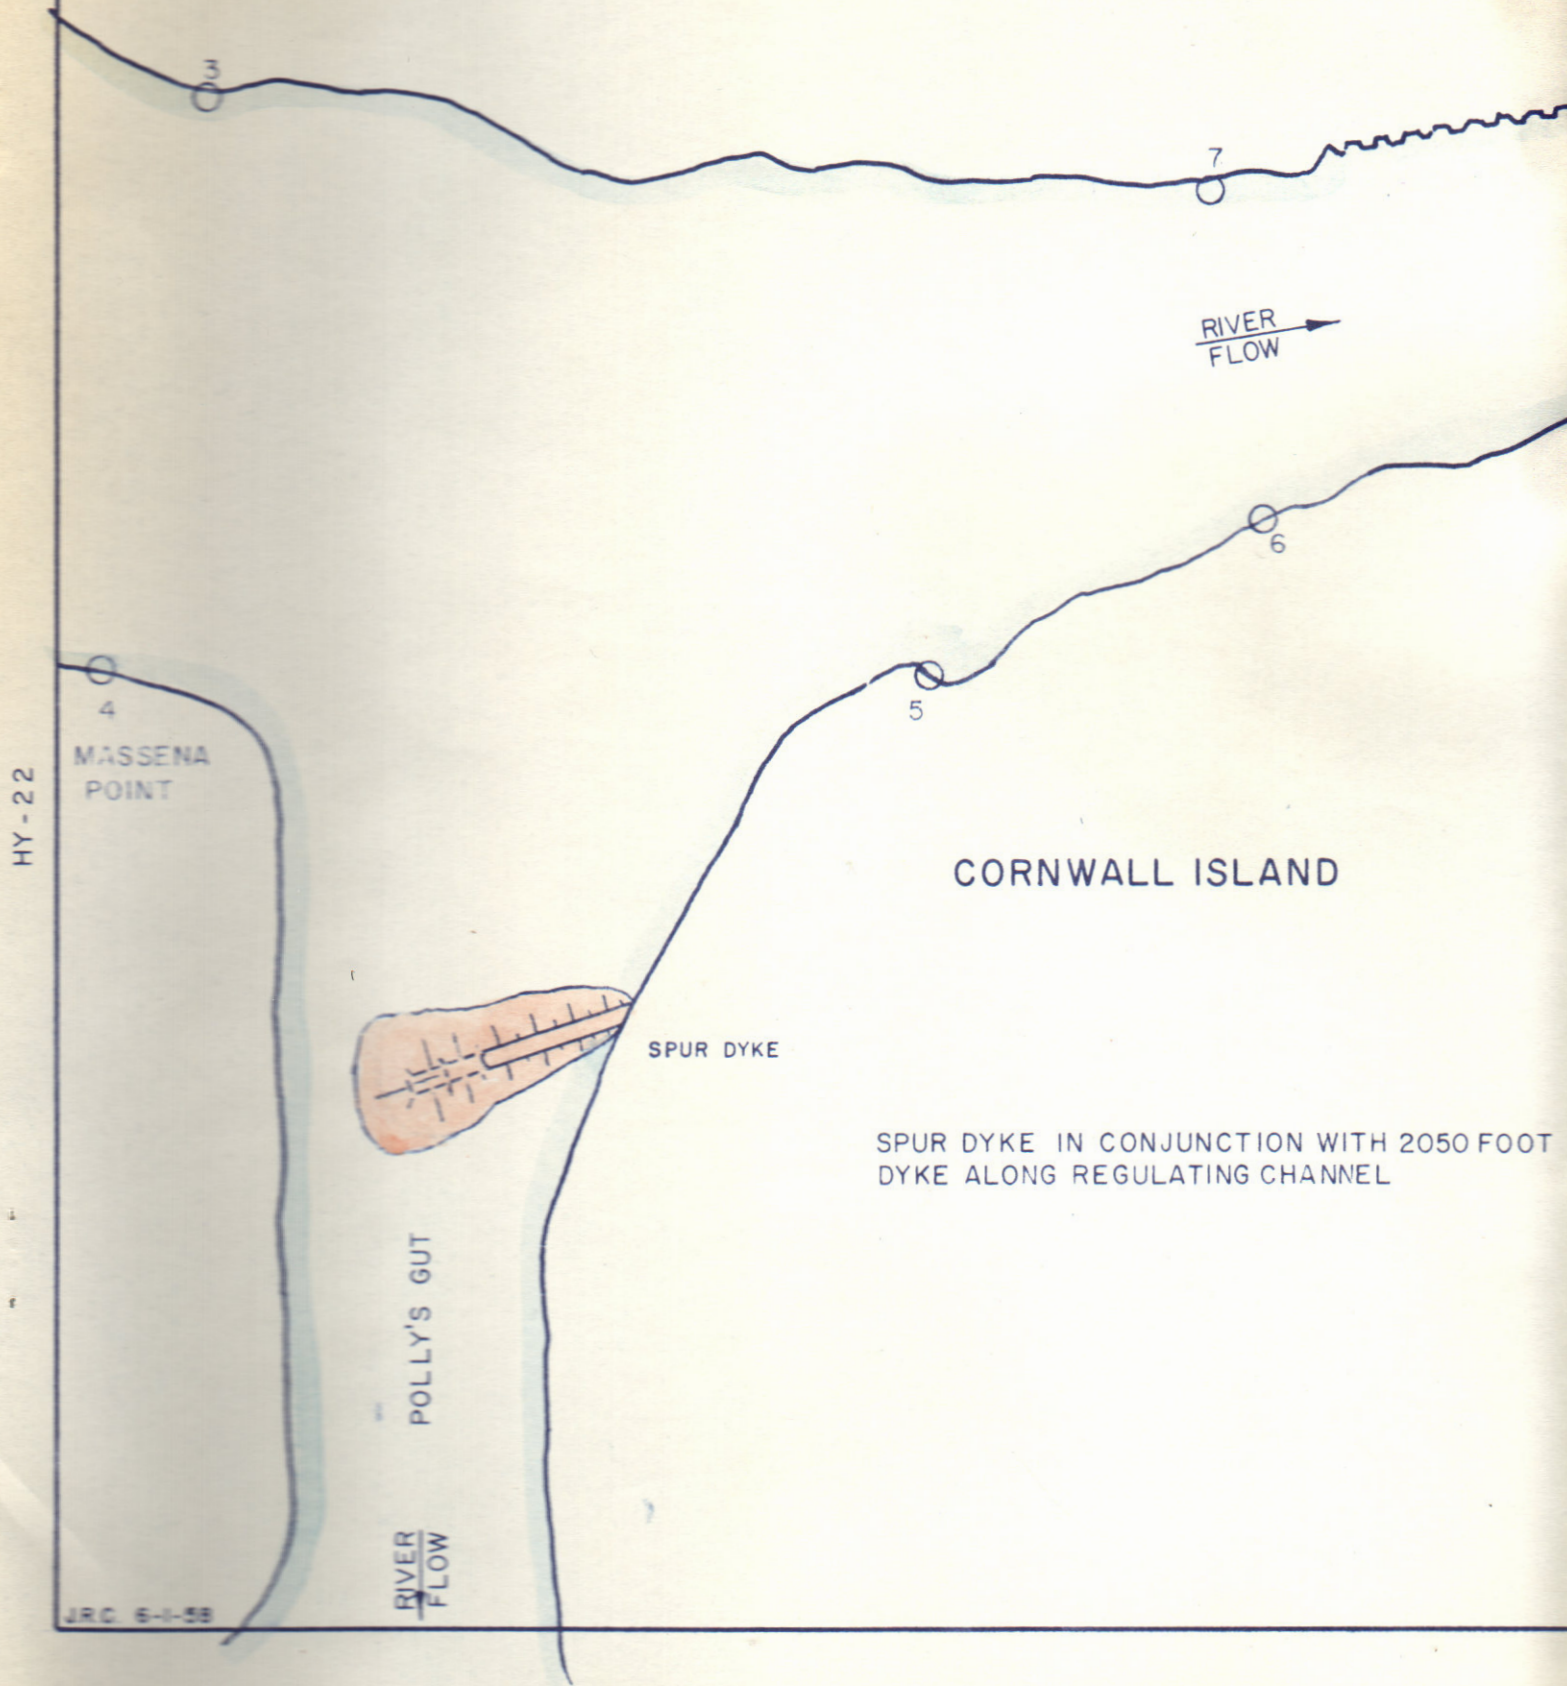 3
7
RIVER
FLOW
6
4
5
MASSENA
POINT
HY-22
CORNWALL ISLAND
SPUR DYKE
SPUR DYKE IN CONJUNCTION WITH 2050 FOOT
DYKE ALONG REGULATING CHANNEL
POLLY'S GUT
RIVER
FLOW
J.R.C. 6-1-58